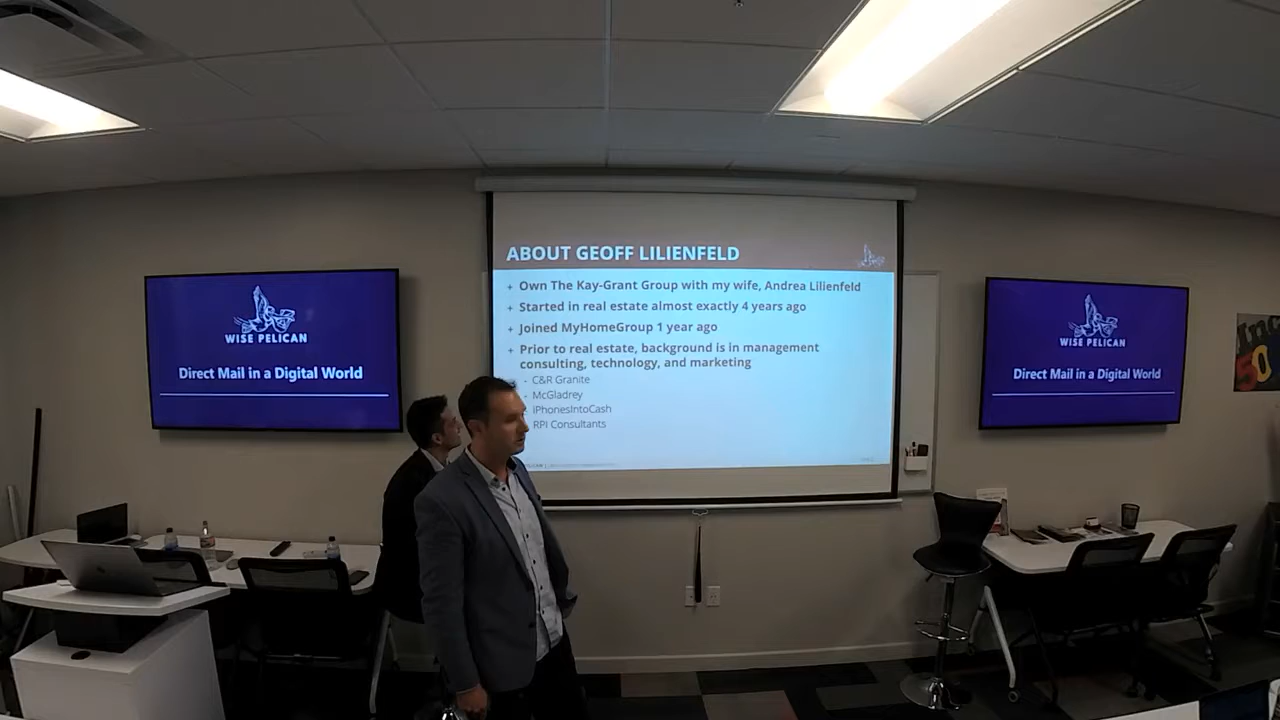 WISE PELICAN
Direct Mail in a Digital World
ABOUT GEOFF LILIENFELD
+ Own The Kay-Grant Group with my wife, Andrea Lilienfeld
+ Started in real estate almost exactly 4 years ago
+ Joined MyHomeGroup 1 year ago
+ Prior to real estate, background is in management
consulting, technology, and marketing
- C&R Granite
- McGladrey
iPhonesIntoCash
RPI Consultants
WISE PELICAN
Direct Mail in a Digital World